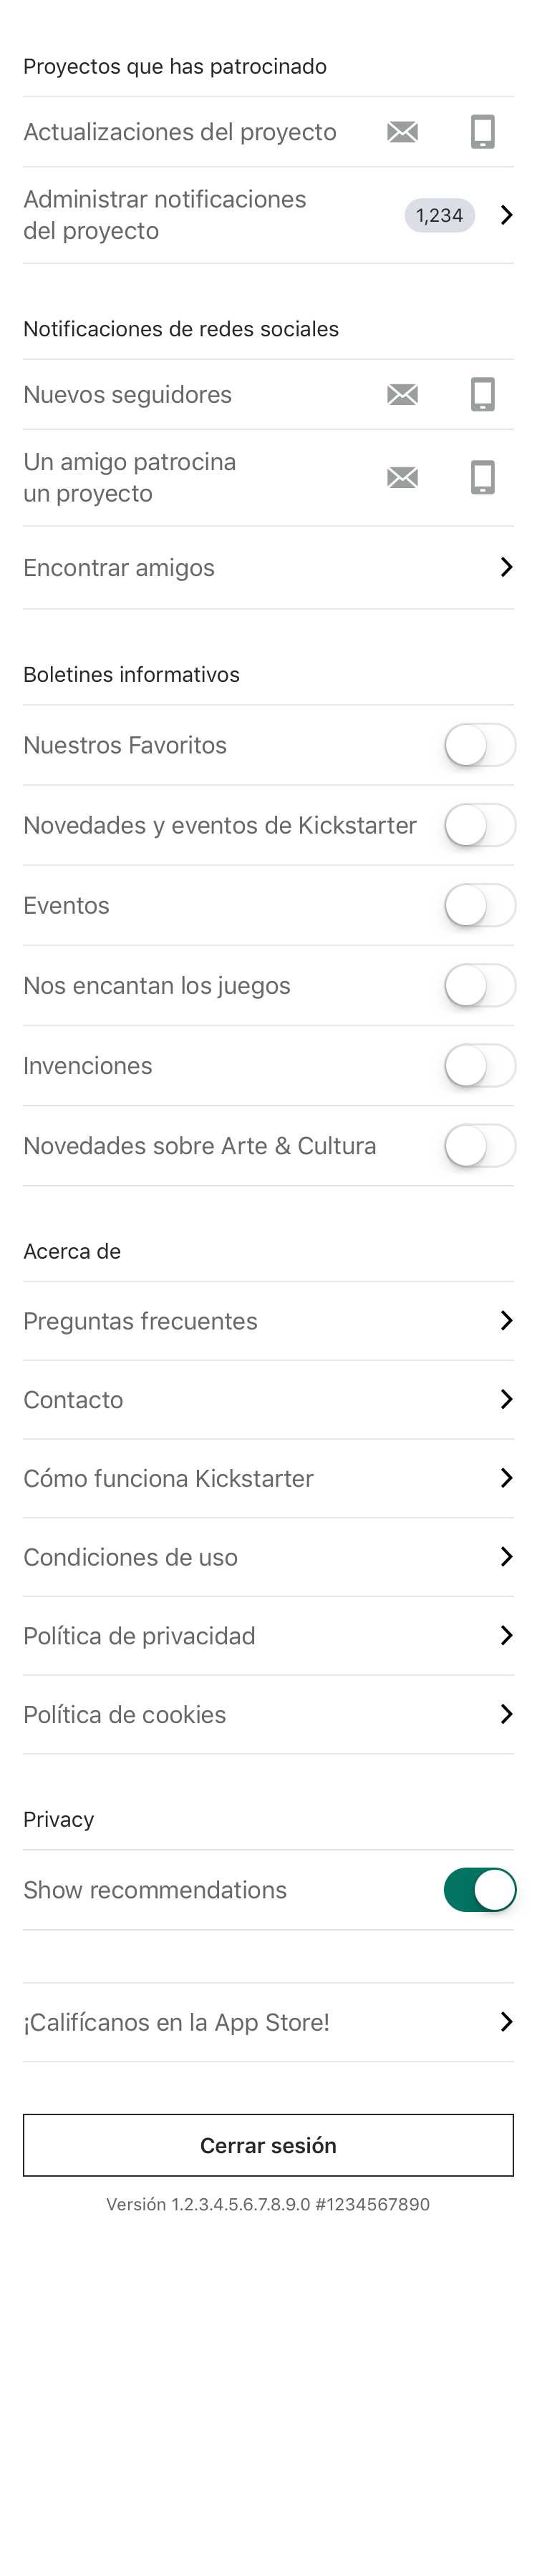 Proyectos que has patrocinado
Actualizaciones del proyecto
Administrar notificaciones
del proyecto
1,234
Notificaciones de redes sociales
Nuevos seguidores
Un amigo patrocina
un proyecto
Encontrar amigos
Boletines informativos
Nuestros Favoritos
Novedades y eventos de Kickstarter
Eventos
Nos encantan los juegos
Invenciones
Novedades sobre Arte & Cultura
Acerca de
Preguntas frecuentes
Contacto
Cómo funciona Kickstarter
Condiciones de uso
Política de privacidad
Política de cookies
Privacy
Show recommendations
¡Califícanos en la App Store!
Cerrar sesión
Versión 1.2.3.4.5.6.7.8.9.0 #1234567890